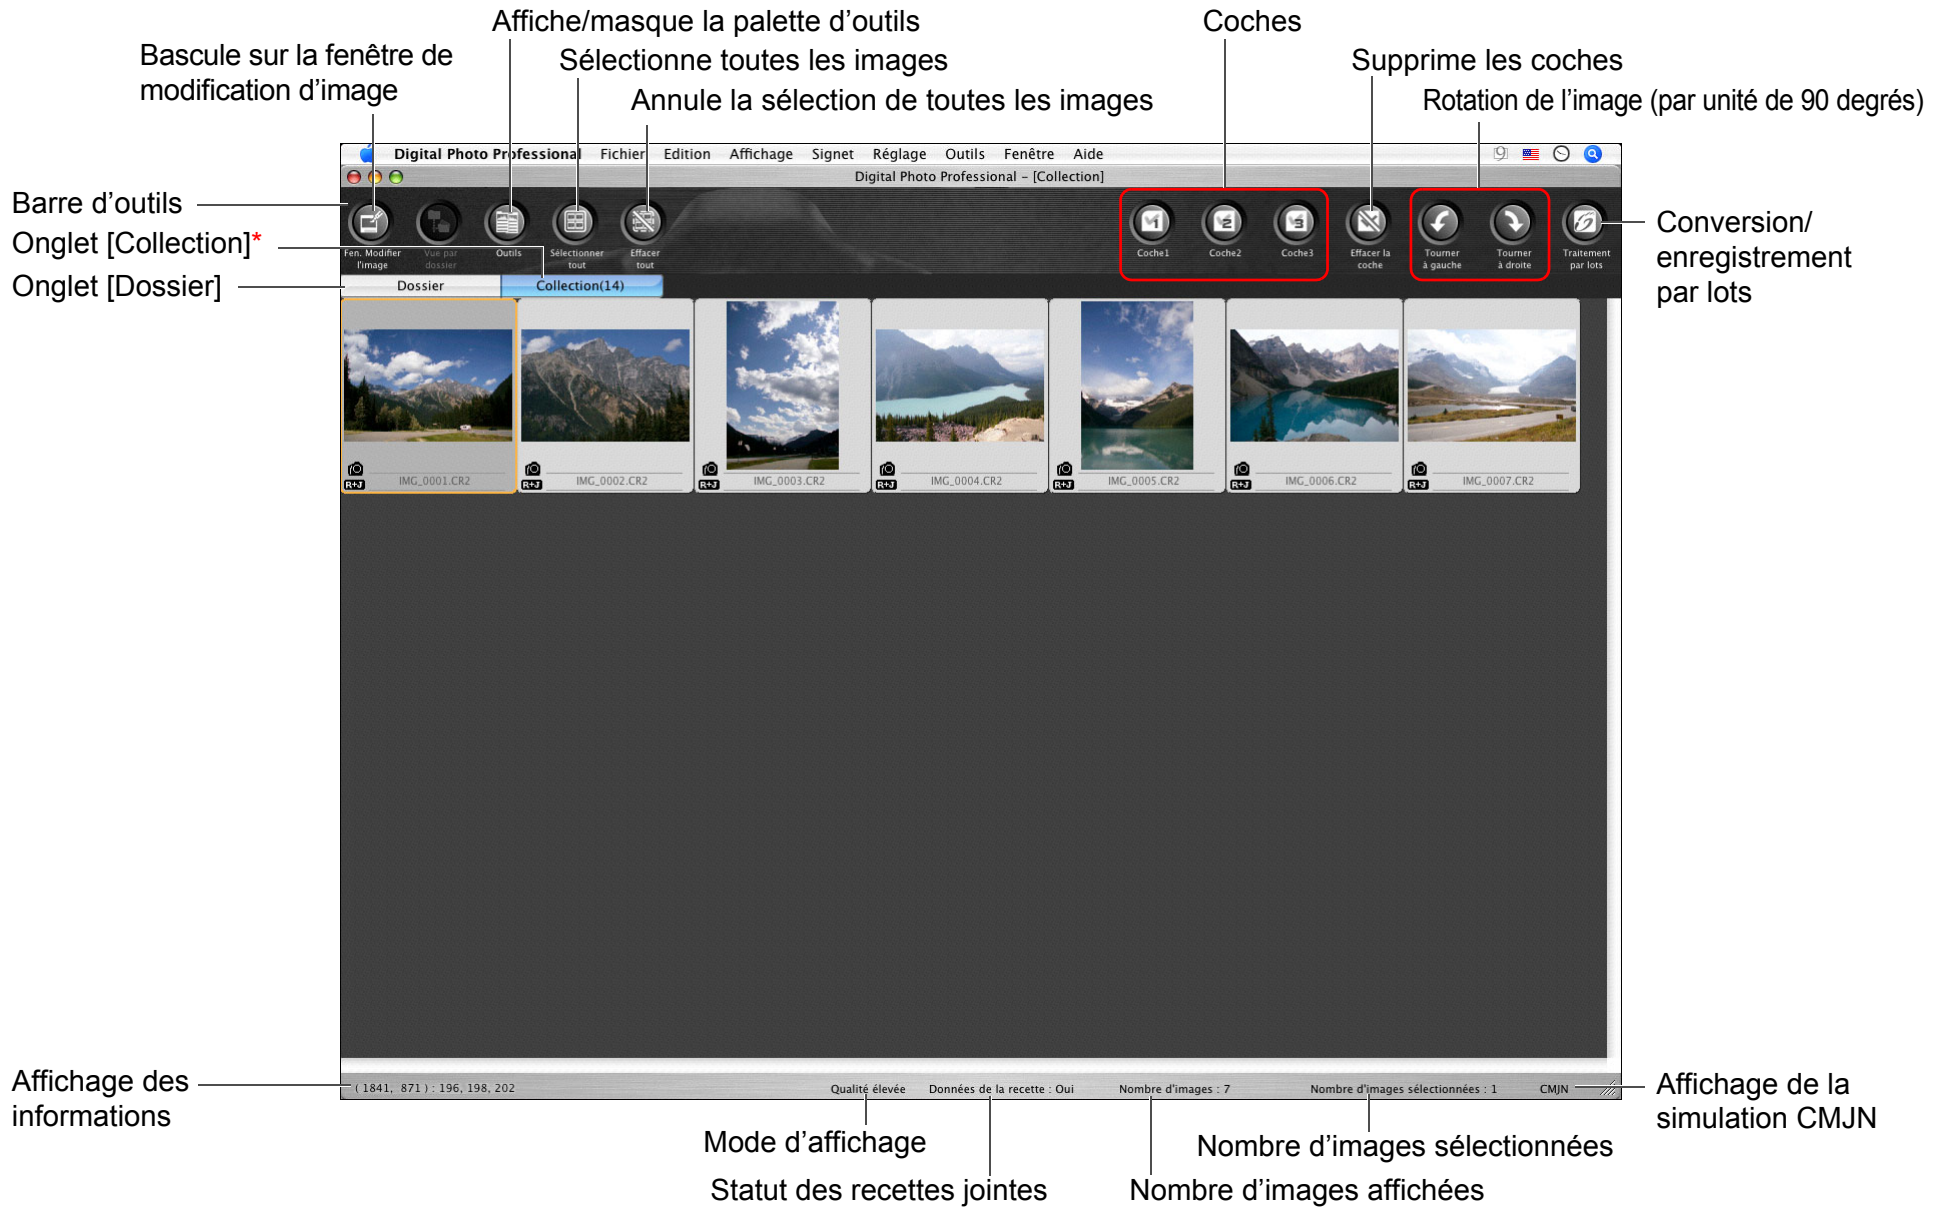 Affiche/masque la palette d’outils
Coches
Bascule sur la fenêtre de
modification d’image
Sélectionne toutes les images
Supprime les coches
Annule la sélection de toutes les images
Rotation de l’image (par unité de 90 degrés)
Digital Photo Professional Fichier Edition Affichage Signet Réglage Outils Fenêtre Aide
Digital Photo Professional – [Collection]
Barre d’outils
Onglet [Collection]*
Onglet [Dossier]
Fen. Modifier
l'image
Vue par
dossier
Outils
Sélectionner
tout
Effacer
tout
1
Coche1
2
Coche2
3
Coche3
Effacer la
coche
Tourner
à gauche
Tourner
à droite
Traitement
par lots
Conversion/
enregistrement
par lots
Dossier
Collection(14)
R+J IMG_0001.CR2
R+J IMG_0002.CR2
R+J IMG_0003.CR2
R+J IMG_0004.CR2
R+J IMG_0005.CR2
R+J IMG_0006.CR2
R+J IMG_0007.CR2
Affichage des
informations
( 1841, 871 ) : 196, 198, 202
Qualité élevée
Données de la recette : Oui
Nombre d'images : 7
Nombre d'images sélectionnées : 1
CMJN
Affichage de la
simulation CMJN
Mode d’affichage
Nombre d’images sélectionnées
Statut des recettes jointes
Nombre d’images affichées